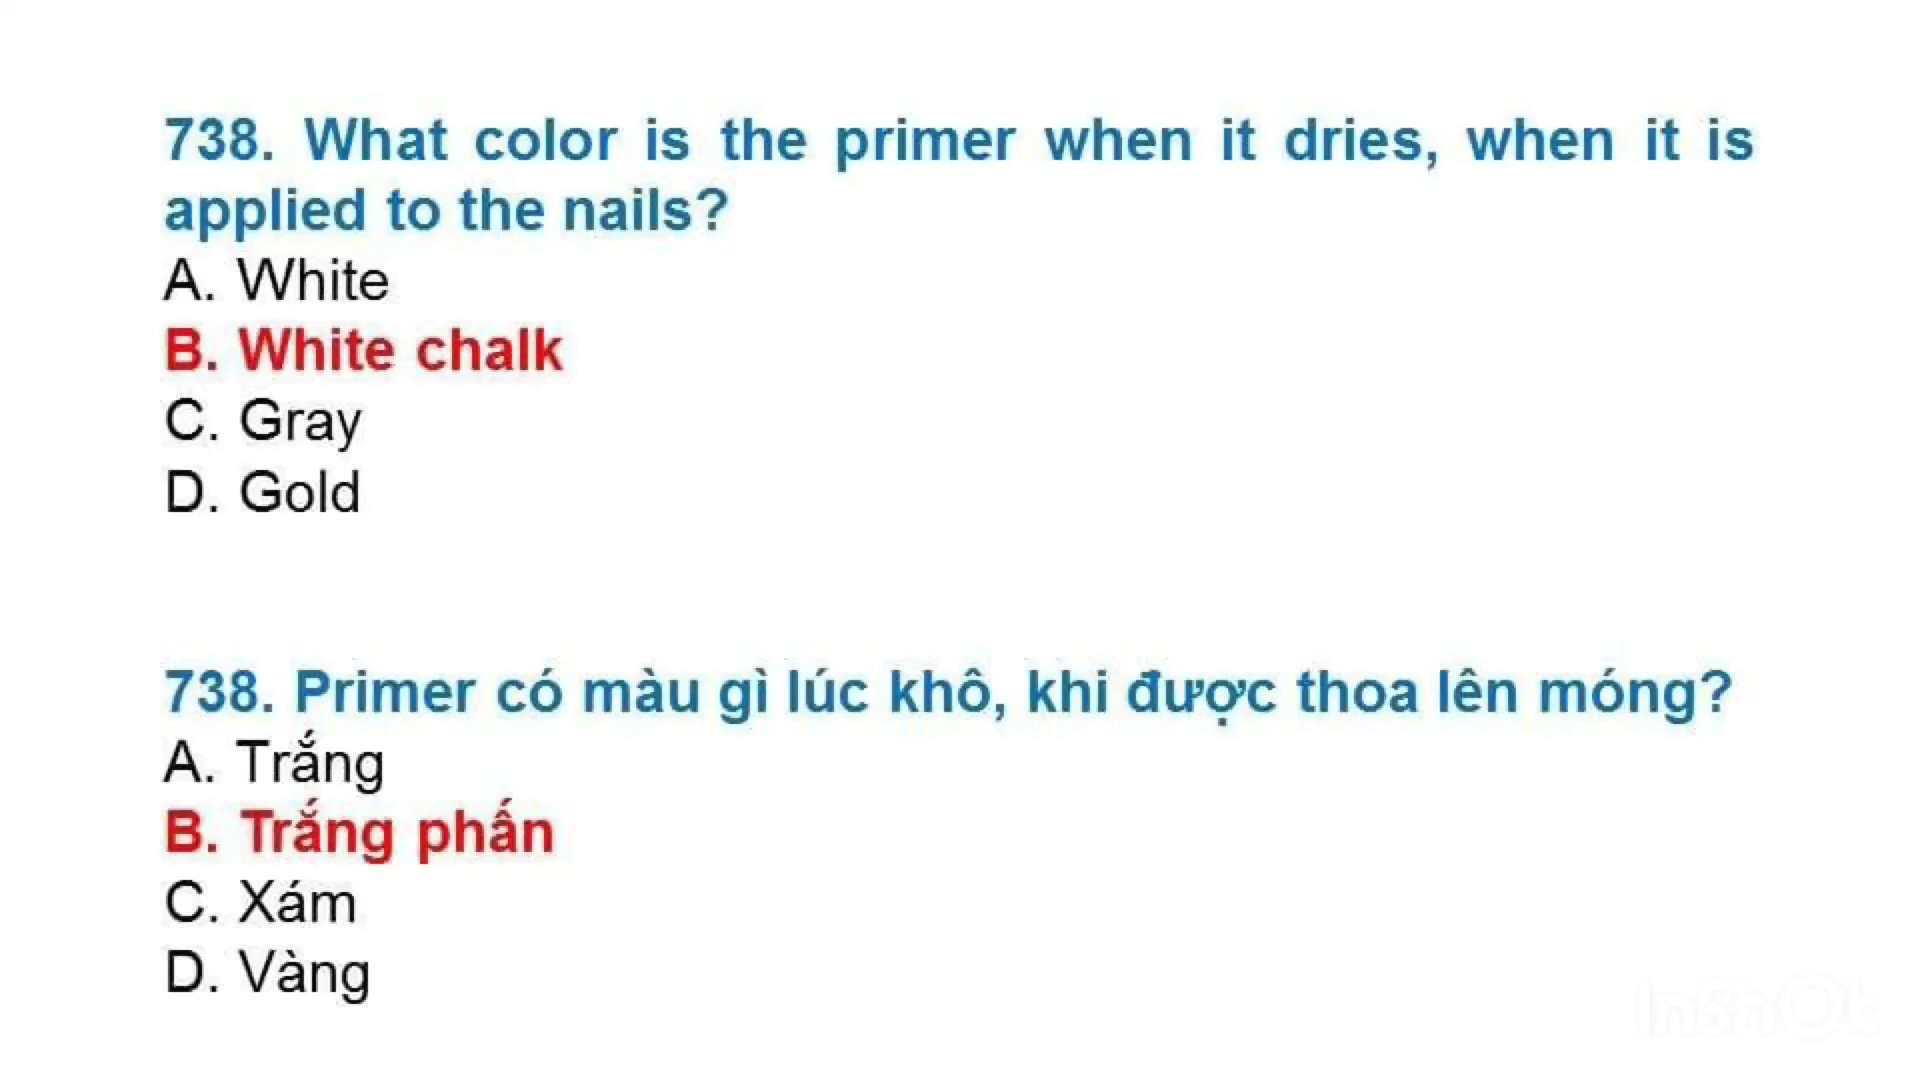 738. What color is the primer when it dries, when it is
applied to the nails?
A. White
B. White chalk
C. Gray
D. Gold
738. Primer có màu gì lúc khô, khi được thoa lên móng?
A. Trắng
B. Trắng phấn
C. Xám
D. Vàng
InShOt